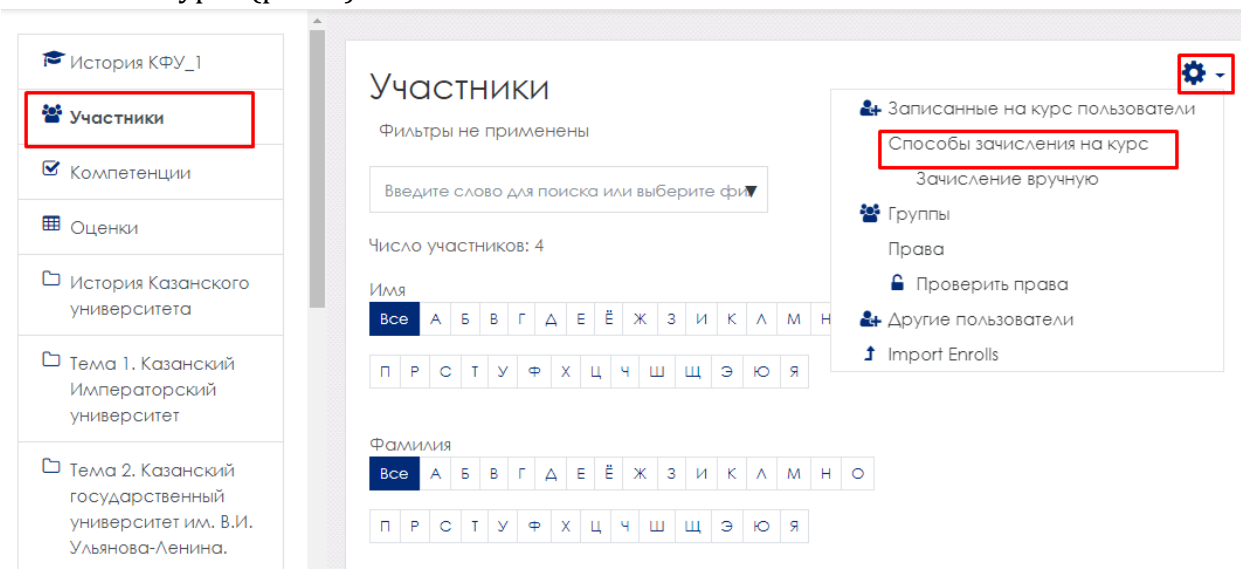 История КФУ_1
Участники
Компетенции
Оценки
История Казанского
университета
Тема 1. Казанский
Императорский
университет
Тема 2. Казанский
государственный
университет им. В.И.
Ульянова-Ленина.
Участники
Фильтры не применены
Введите слово для поиска или выберите фи
Число участников: 4
Имя
Все А Б В Г Д Е Ё Ж З И К Л М Н
П Р С Т У Ф Х Ц Ч Ш Щ Э Ю Я
Фамилия
Все А Б В Г Д Е Ё Ж З И К Л М Н О
П Р С Т У Ф Х Ц Ч Ш Щ Э Ю Я
Записанные на курс пользователи
Способы зачисления на курс
Зачисление вручную
Группы
Права
Проверить права
Другие пользователи
Import Enrolls